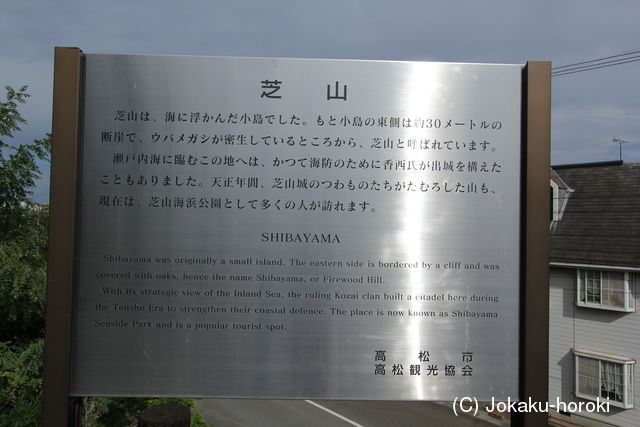 芝山
芝山は、海に浮かんだ小島でした。もと小島の東側は約30メートルの
断崖で、ウバメガシが密生しているところから、芝山と呼ばれています。
瀬戸内海に臨むこの地へは、かつて海防のために香西氏が出城を構えた
こともありました。天正年間、芝山城のつわものたちがたむろした山も、
現在は、芝山海浜公園として多くの人が訪れます。
SHIBAYAMA
Shibayama was originally a small island. The eastern side is bordered by a cliff and was
covered with oaks, hence the name Shibayama, or Firewood Hill.
With its strategic view of the Inland Sea, the ruling Kozai clan built a citadel here during
the Tensho Era to strengthen their coastal defence. The place is now known as Shibayama
Seaside Park and is a popular tourist spot.
高松市
高松観光協会
(C) Jokaku-horoki